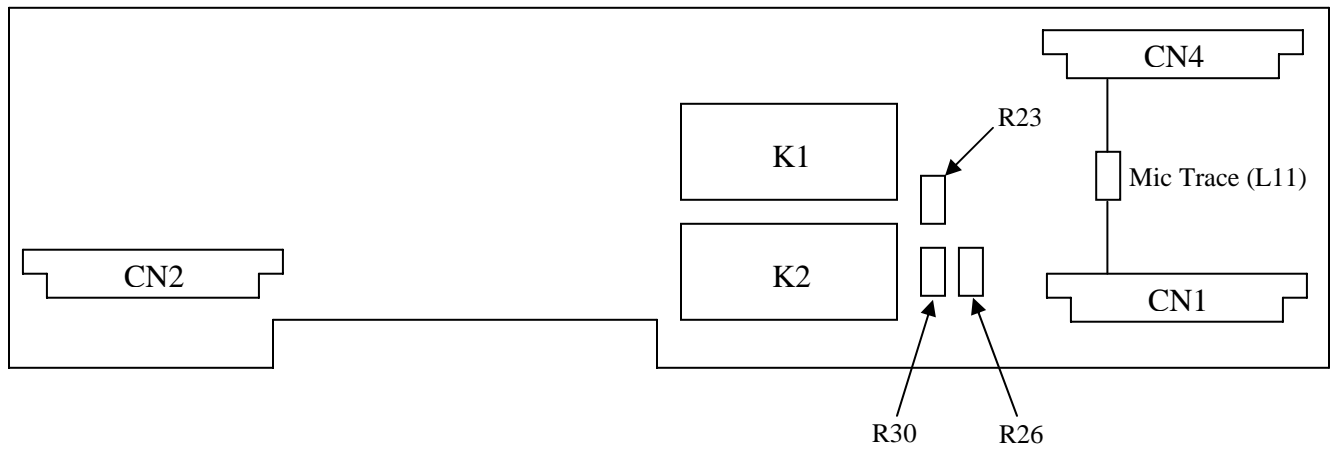 CN4
R23
K1
Mic Trace (L11)
CN2
K2
CN1
R30
R26